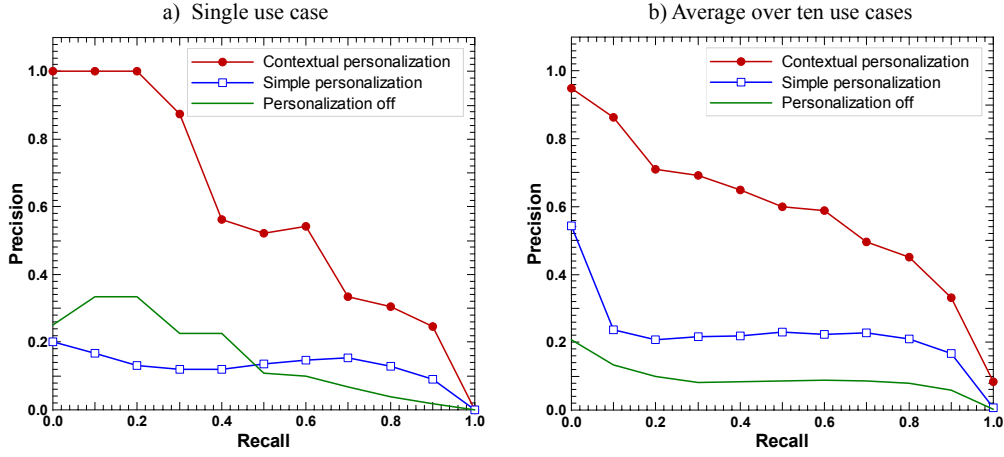 a) Single use case
Contextual personalization
Simple personalization
Personalization off
1.0
0.8
0.6
0.4
0.2
0.0
Precision
0.0 0.2 0.4 0.6 0.8 1.0
Recall
b) Average over ten use cases
Contextual personalization
Simple personalization
Personalization off
1.0
0.8
0.6
0.4
0.2
0.0
Precision
0.0 0.2 0.4 0.6 0.8 1.0
Recall